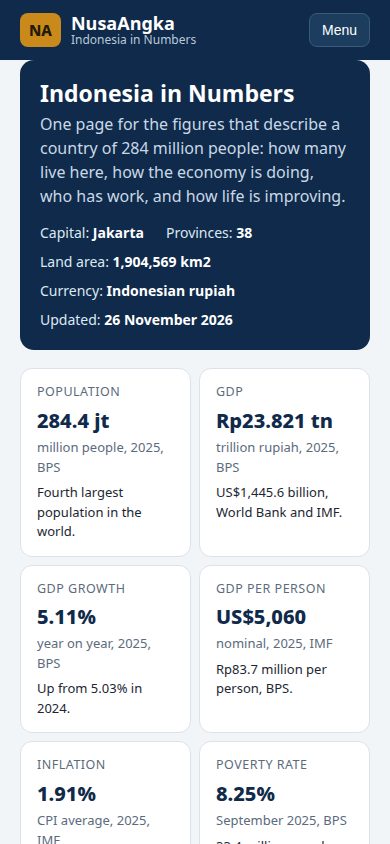 NA
NusaAngka
Indonesia in Numbers
Menu
Indonesia in Numbers
One page for the figures that describe a
country of 284 million people: how many
live here, how the economy is doing,
who has work, and how life is improving.
Capital: Jakarta Provinces: 38
Land area: 1,904,569 km2
Currency: Indonesian rupiah
Updated: 26 November 2026
POPULATION
284.4 jt
million people, 2025,
BPS
Fourth largest
population in the
world.
GDP
Rp23.821 tn
trillion rupiah, 2025,
BPS
US$1,445.6 billion,
World Bank and IMF.
GDP GROWTH
5.11%
year on year, 2025,
BPS
Up from 5.03% in
2024.
GDP PER PERSON
US$5,060
nominal, 2025, IMF
Rp83.7 million per
person, BPS.
INFLATION
1.91%
CPI average, 2025,
IMF
POVERTY RATE
8.25%
September 2025, BPS